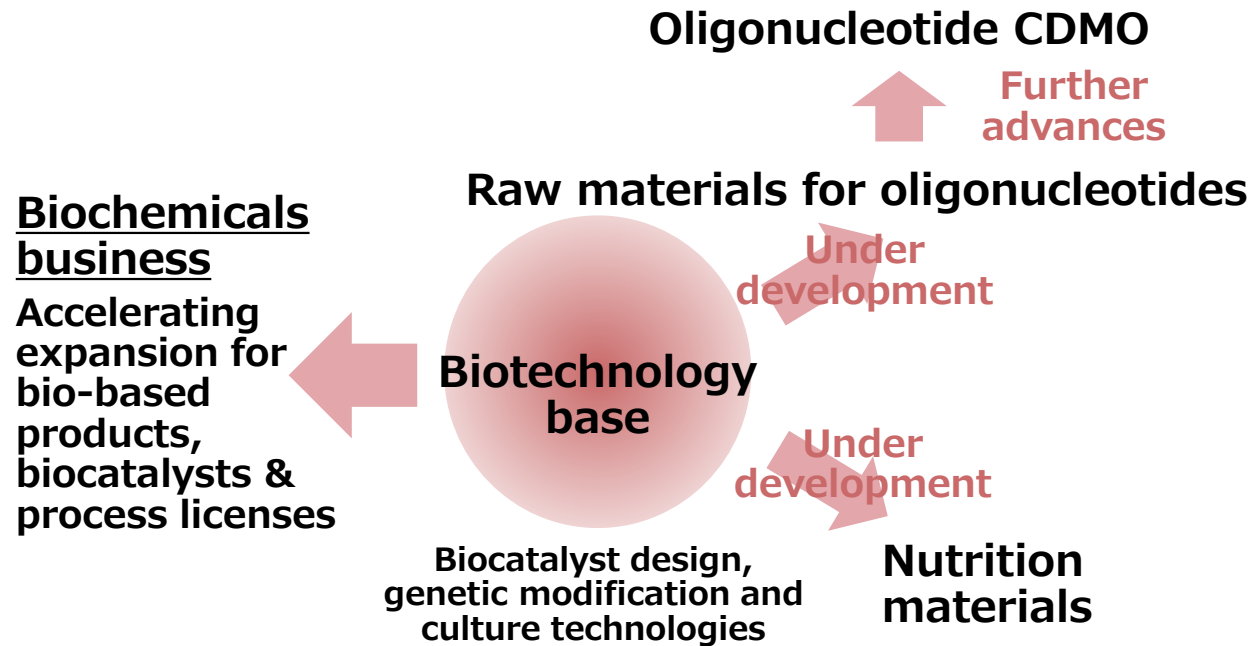 Oligonucleotide CDMO
Further
advances
Raw materials for oligonucleotides
Biochemicals
business
Accelerating
expansion for
bio-based
products,
biocatalysts &
process licenses
Under
development
Biotechnology
base
Under
development
Biocatalyst design,
genetic modification and
culture technologies
Nutrition
materials